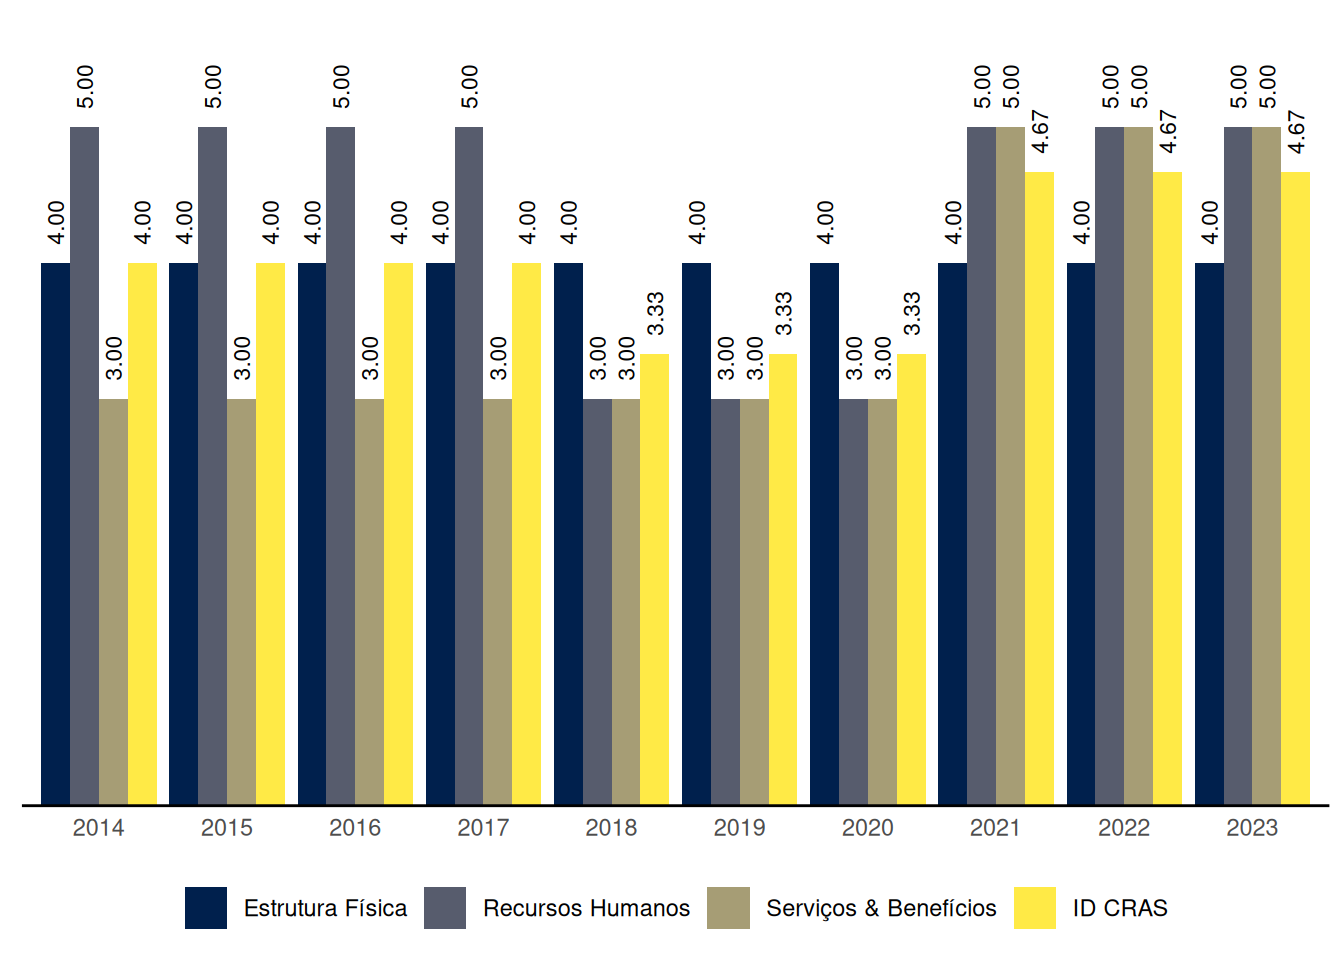 5.00 5.00 5.00 5.00 5.00 5.00 5.00 5.00 5.00 5.00
4.67 4.67 4.67
4.00 4.00 4.00 4.00 4.00 4.00 4.00 4.00 4.00 4.00 4.00 4.00 4.00 4.00
3.33 3.33 3.33
3.00 3.00 3.00 3.00 3.00 3.00 3.00 3.00 3.00 3.00
2014 2015 2016 2017 2018 2019 2020 2021 2022 2023
Estrutura Física Recursos Humanos Serviços & Benefícios ID CRAS